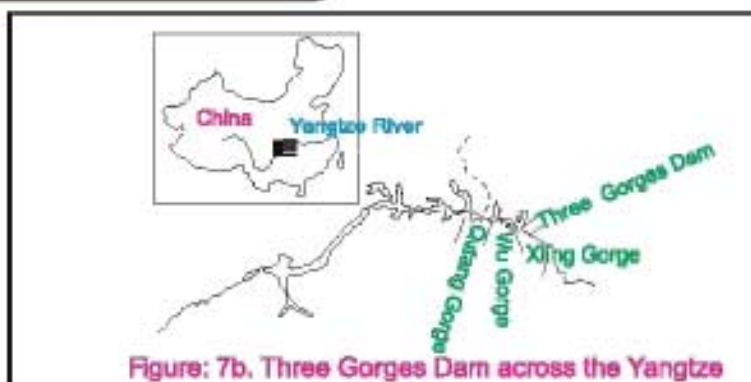 China
Yangtze River
Three Gorges Dam
Xling Gorge
Wu Gorge
Qutang Gorge
Figure: 7b. Three Gorges Dam across the Yangtze